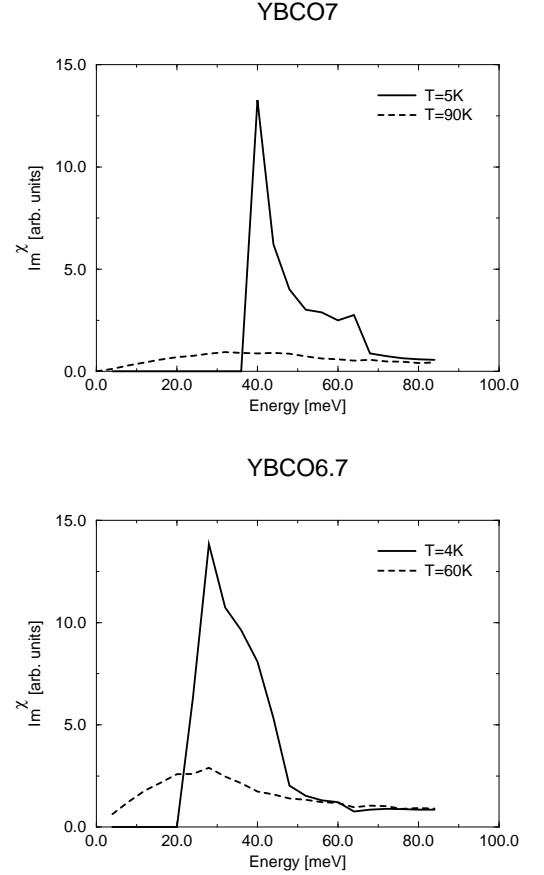 YBCO7
15.0
10.0
5.0
0.0
Im χ [arb. units]
T=5K
T=90K
0.0 20.0 40.0 60.0 80.0 100.0
Energy [meV]
YBCO6.7
15.0
10.0
5.0
0.0
Im χ [arb. units]
T=4K
T=60K
0.0 20.0 40.0 60.0 80.0 100.0
Energy [meV]